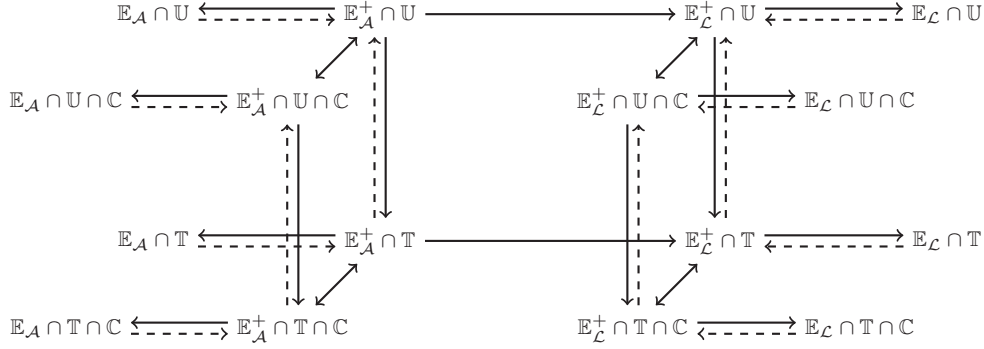 𝔼_𝒜 ∩ 𝕌 𝔼_𝒜^+ ∩ 𝕌 𝔼_ℒ^+ ∩ 𝕌 𝔼_ℒ ∩ 𝕌
𝔼_𝒜 ∩ 𝕌 ∩ ℂ 𝔼_𝒜^+ ∩ 𝕌 ∩ ℂ 𝔼_ℒ^+ ∩ 𝕌 ∩ ℂ 𝔼_ℒ ∩ 𝕌 ∩ ℂ
𝔼_𝒜 ∩ 𝕋 𝔼_𝒜^+ ∩ 𝕋 𝔼_ℒ^+ ∩ 𝕋 𝔼_ℒ ∩ 𝕋
𝔼_𝒜 ∩ 𝕋 ∩ ℂ 𝔼_𝒜^+ ∩ 𝕋 ∩ ℂ 𝔼_ℒ^+ ∩ 𝕋 ∩ ℂ 𝔼_ℒ ∩ 𝕋 ∩ ℂ